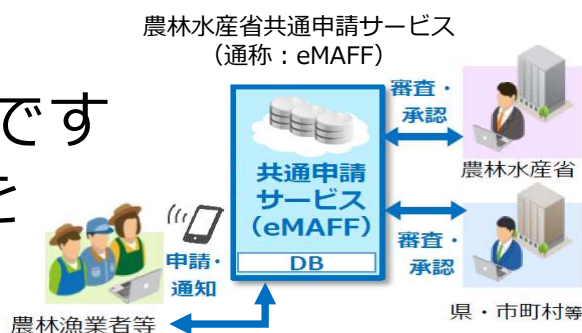 農林水産省共通申請サービス
（通称：eMAFF）
です
と
審査・
承認
農林水産省
共通申請
サービス
（eMAFF）
DB
申請・
通知
審査・
承認
農林漁業者等
県・市町村等